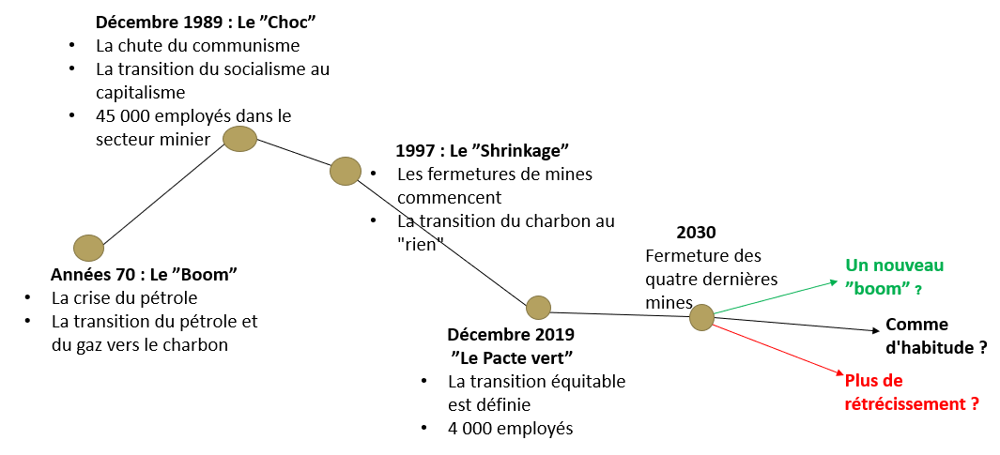 Décembre 1989 : Le ”Choc”
• La chute du communisme
• La transition du socialisme au
capitalisme
• 45 000 employés dans le
secteur minier
1997 : Le ”Shrinkage”
• Les fermetures de mines
commencent
• La transition du charbon au
"rien"
Années 70 : Le ”Boom”
• La crise du pétrole
• La transition du pétrole et
du gaz vers le charbon
Décembre 2019
”Le Pacte vert”
• La transition équitable
est définie
• 4 000 employés
2030
Fermeture des
quatre dernières
mines
Un nouveau
”boom” ?
Comme
d'habitude ?
Plus de
rétrécissement ?